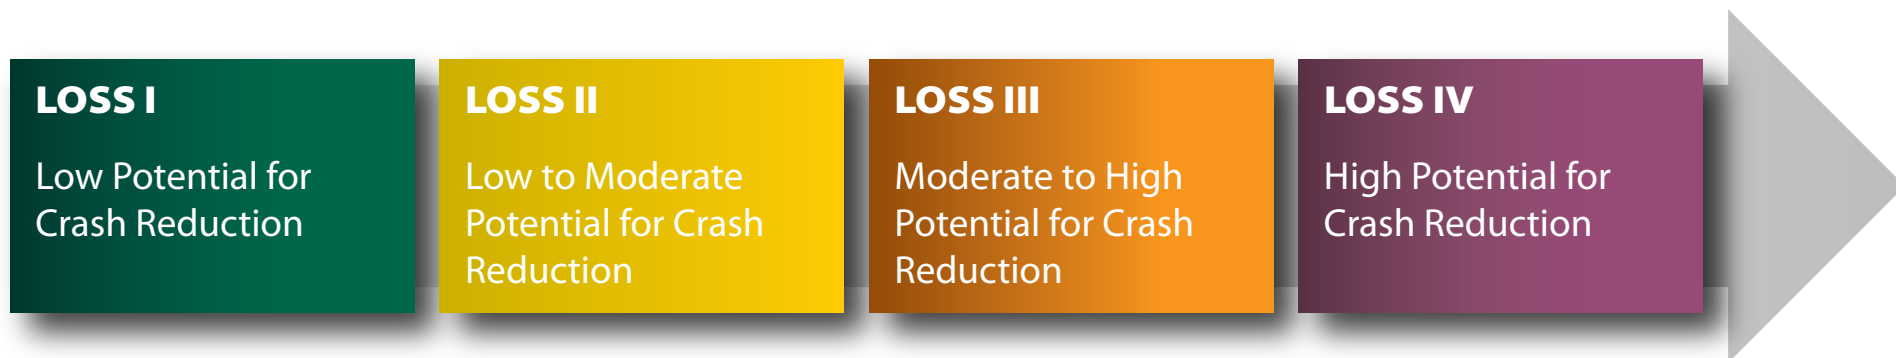 LOSS I
Low Potential for
Crash Reduction
LOSS II
Low to Moderate
Potential for Crash
Reduction
LOSS III
Moderate to High
Potential for Crash
Reduction
LOSS IV
High Potential for
Crash Reduction